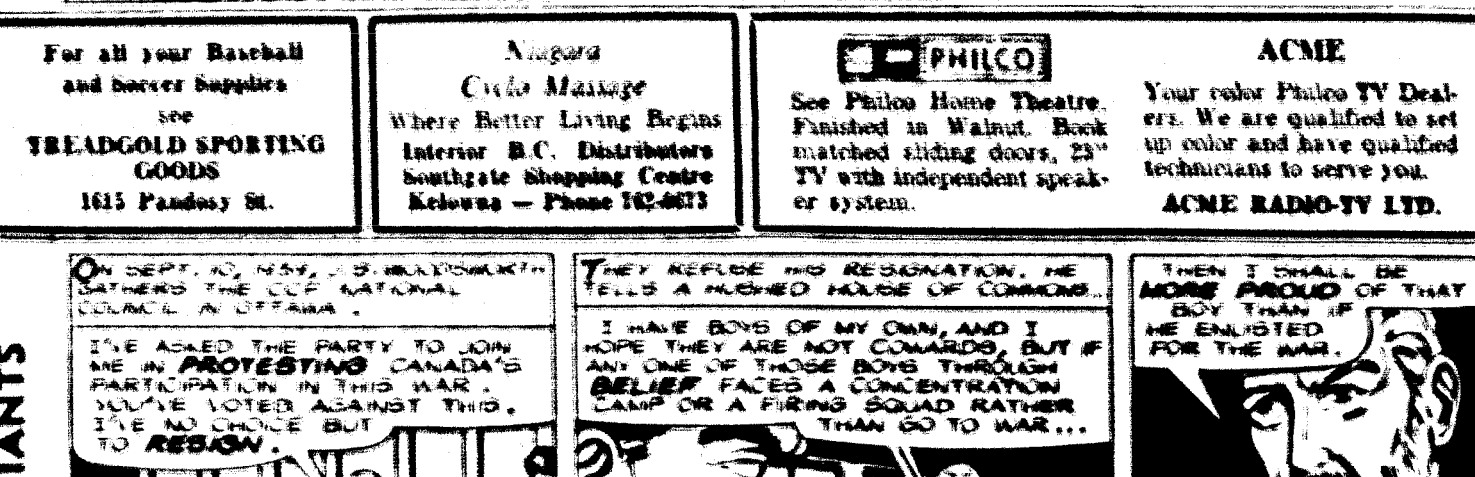 For all your Baseball
and Soccer Supplies
see
TREADGOLD SPORTING
GOODS
1615 Pandosy St.
Niagara
Cyclo Massage
Where Better Living Begins
Interior B.C. Distributors
Southgate Shopping Centre
Kelowna — Phone
PHILCO
See Philco Home Theatre.
Finished in Walnut. Book
matched sliding doors, 23"
TV with independent speak-
er system.
ACME
Your color Philco TV Deal-
ers. We are qualified to set
up color and have qualified
technicians to serve you.
ACME RADIO-TV LTD.
ON SEPT. 10, J.S. WOODSWORTH
GATHERS THE CCF NATIONAL
COUNCIL IN OTTAWA.
I'VE ASKED THE PARTY TO JOIN
ME IN PROTESTING CANADA'S
PARTICIPATION IN THIS WAR.
YOU'VE VOTED AGAINST THIS.
I'VE NO CHOICE BUT
TO RESIGN.
THEY REFUSE HIS RESIGNATION. HE
TELLS A HUSHED HOUSE OF COMMONS...
I HAVE BOYS OF MY OWN, AND I
HOPE THEY ARE NOT COWARDS, BUT IF
ANY ONE OF THOSE BOYS THROUGH
BELIEF FACES A CONCENTRATION
CAMP OR A FIRING SQUAD RATHER
THAN GO TO WAR...
THEN I SHALL BE
MORE PROUD OF THAT
BOY THAN IF
HE ENLISTED
FOR THE WAR.
IANTS